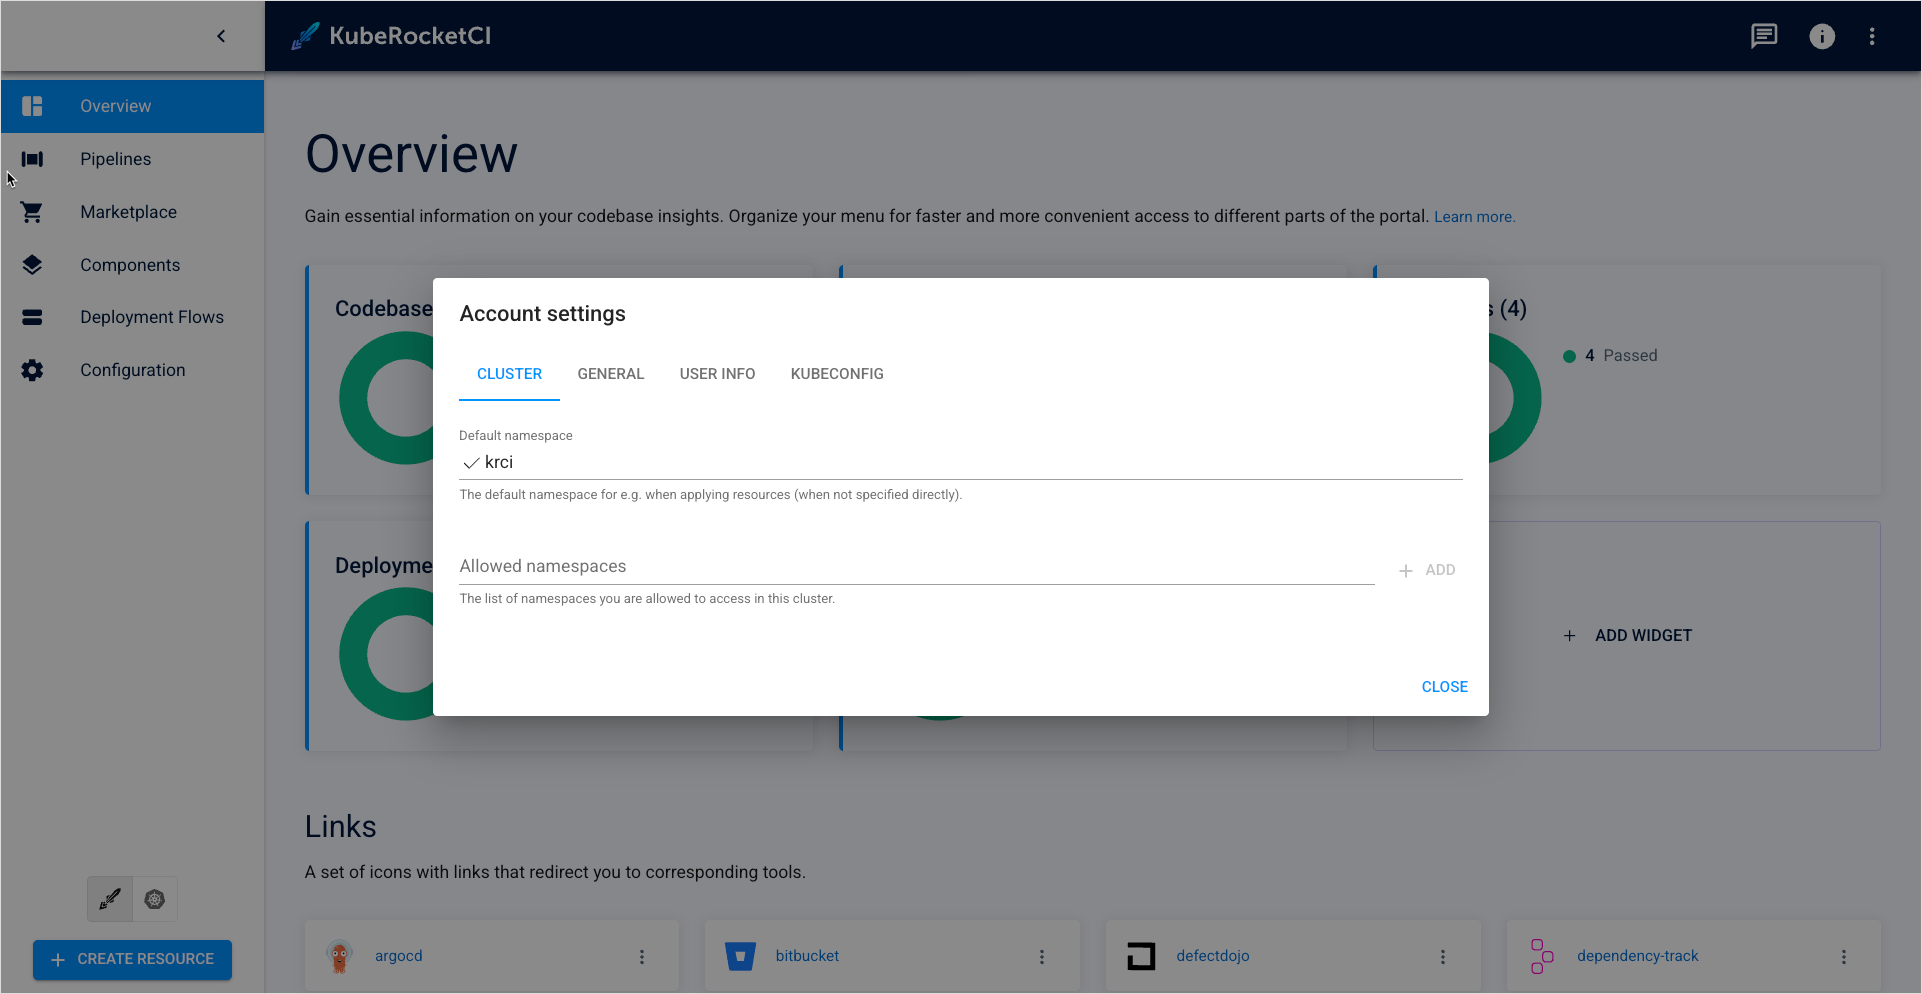 KubeRocketCI
Overview
Pipelines
Marketplace
Components
Deployment Flows
Configuration
CREATE RESOURCE
Overview
Gain essential information on your codebase insights. Organize your menu for faster and more convenient access to different parts of the portal. Learn more.
Codebase
s (4)
4 Passed
Deployme
ADD WIDGET
Account settings
CLUSTER GENERAL USER INFO KUBECONFIG
Default namespace
krci
The default namespace for e.g. when applying resources (when not specified directly).
Allowed namespaces
ADD
The list of namespaces you are allowed to access in this cluster.
CLOSE
Links
A set of icons with links that redirect you to corresponding tools.
argocd bitbucket defectdojo dependency-track